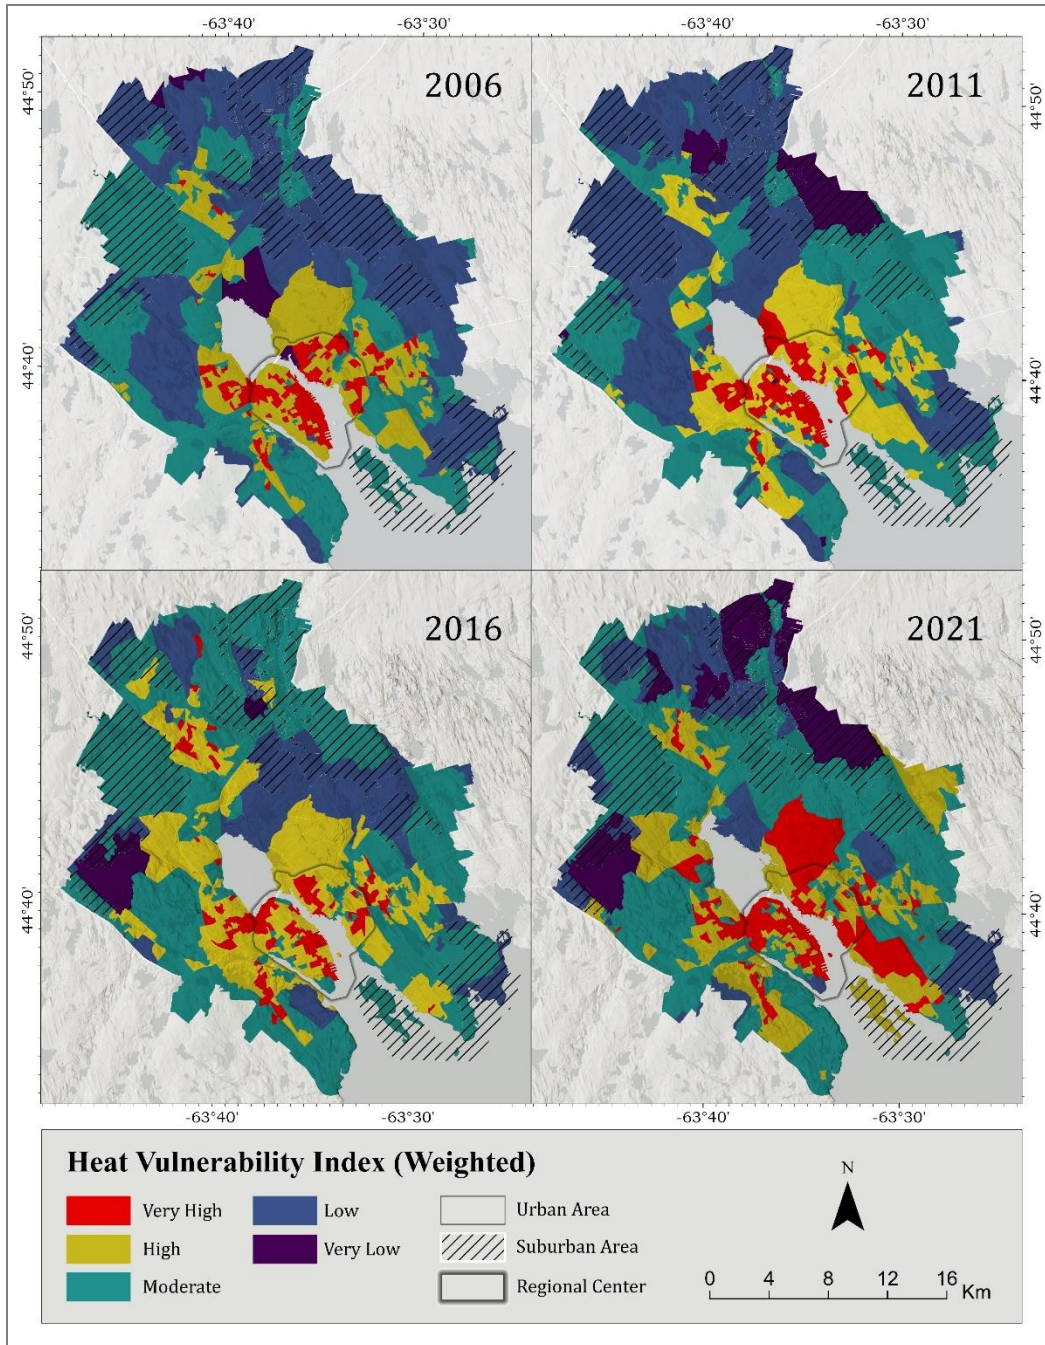 -63°40'
-63°30'
-63°40'
-63°30'
2006
2011
44°50'
44°50'
44°40'
44°40'
2016
2021
44°50'
44°50'
44°40'
44°40'
-63°40'
-63°30'
-63°40'
-63°30'
Heat Vulnerability Index (Weighted)
Very High
Low
Urban Area
High
Very Low
Suburban Area
Moderate
Regional Center
N
0 4 8 12 16 Km